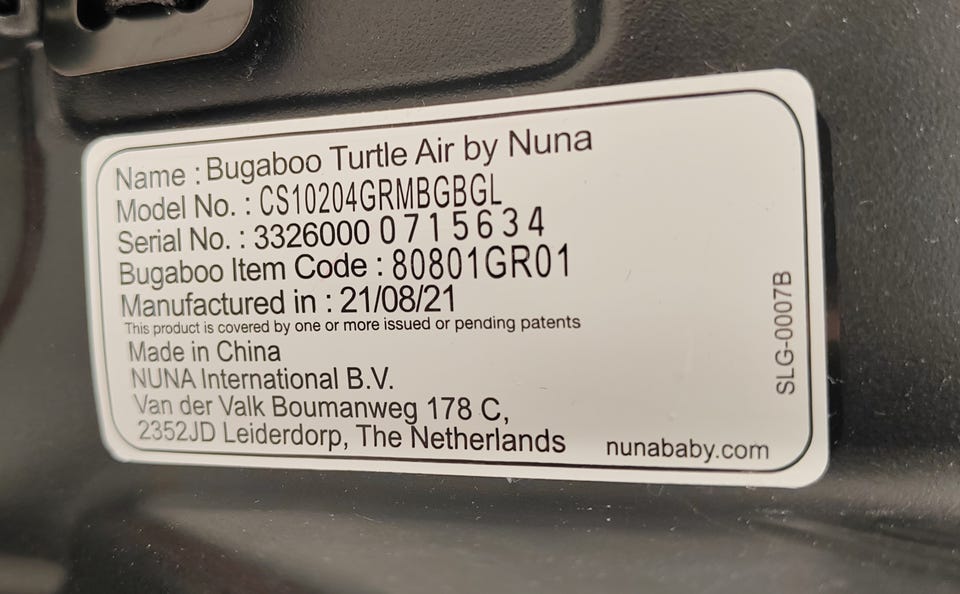 Name : Bugaboo Turtle Air by Nuna
Model No. : CS10204GRMBGBGL
Serial No. : 3326000 0715634
Bugaboo Item Code : 80801GR01
Manufactured in : 21/08/21
This product is covered by one or more issued or pending patents
Made in China
NUNA International B.V.
Van der Valk Boumanweg 178 C,
2352JD Leiderdorp, The Netherlands
nunababy.com
SLG-0007B